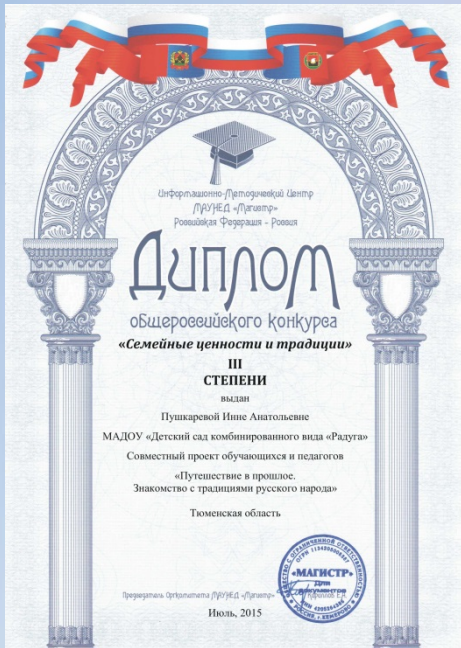 Информационно-Методический Центр
МАУНЕД «Магистр»
Российская Федерация - Россия
Диплом
общероссийского конкурса
«Семейные ценности и традиции»
III
СТЕПЕНИ
выдан
Пушкаревой Инне Анатольевне
МАДОУ «Детский сад комбинированного вида «Радуга»
Совместный проект обучающихся и педагогов
«Путешествие в прошлое.
Знакомство с традициями русского народа»
Тюменская область
«МАГИСТР»
Для
документов
Председатель Оргкомитета МАУНЕД «Магистр»
Июль, 2015